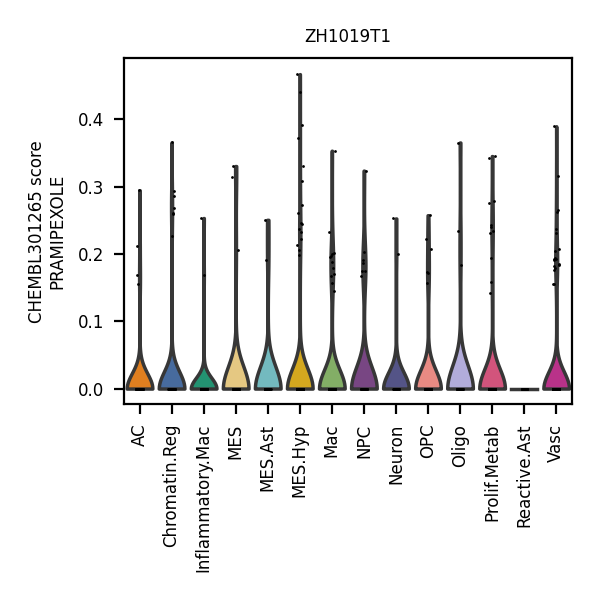 ZH1019T1
CHEMBL301265 score
PRAMIPEXOLE
0.4
0.3
0.2
0.1
0.0
AC
Chromatin.Reg
Inflammatory.Mac
MES
MES.Ast
MES.Hyp
Mac
NPC
Neuron
OPC
Oligo
Prolif.Metab
Reactive.Ast
Vasc